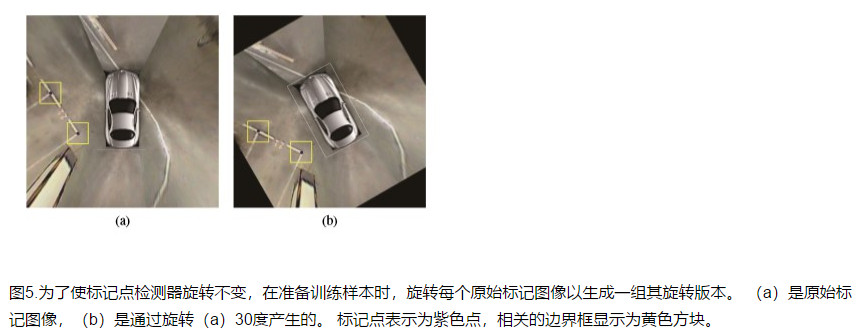 (a)
(b)
图5.为了使标记点检测器旋转不变，在准备训练样本时，旋转每个原始标记图像以生成一组其旋转版本。 （a）是原始标
记图像，（b）是通过旋转（a）30度产生的。 标记点表示为紫色点，相关的边界框显示为黄色方块。